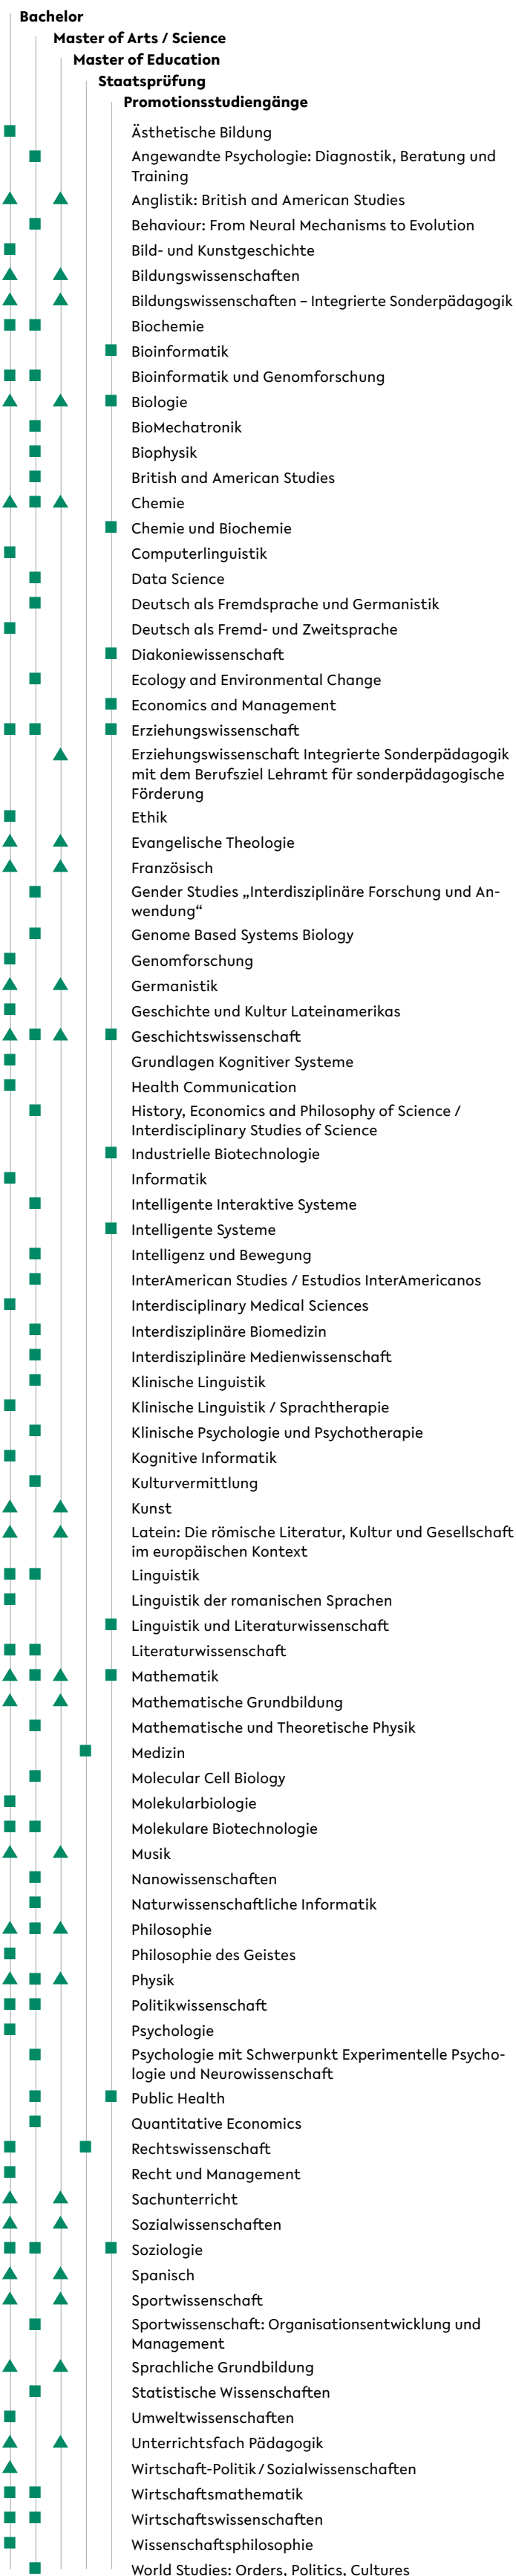 Bachelor
Master of Arts / Science
Master of Education
Staatsprüfung
Promotionsstudiengänge
Ästhetische Bildung
Angewandte Psychologie: Diagnostik, Beratung und
Training
Anglistik: British and American Studies
Behaviour: From Neural Mechanisms to Evolution
Bild- und Kunstgeschichte
Bildungswissenschaften
Bildungswissenschaften – Integrierte Sonderpädagogik
Biochemie
Bioinformatik
Bioinformatik und Genomforschung
Biologie
BioMechatronik
Biophysik
British and American Studies
Chemie
Chemie und Biochemie
Computerlinguistik
Data Science
Deutsch als Fremdsprache und Germanistik
Deutsch als Fremd- und Zweitsprache
Diakoniewissenschaft
Ecology and Environmental Change
Economics and Management
Erziehungswissenschaft
Erziehungswissenschaft Integrierte Sonderpädagogik
mit dem Berufsziel Lehramt für sonderpädagogische
Förderung
Ethik
Evangelische Theologie
Französisch
Gender Studies „Interdisziplinäre Forschung und An-
wendung“
Genome Based Systems Biology
Genomforschung
Germanistik
Geschichte und Kultur Lateinamerikas
Geschichtswissenschaft
Grundlagen Kognitiver Systeme
Health Communication
History, Economics and Philosophy of Science /
Interdisciplinary Studies of Science
Industrielle Biotechnologie
Informatik
Intelligente Interaktive Systeme
Intelligente Systeme
Intelligenz und Bewegung
InterAmerican Studies / Estudios InterAmericanos
Interdisciplinary Medical Sciences
Interdisziplinäre Biomedizin
Interdisziplinäre Medienwissenschaft
Klinische Linguistik
Klinische Linguistik / Sprachtherapie
Klinische Psychologie und Psychotherapie
Kognitive Informatik
Kulturvermittlung
Kunst
Latein: Die römische Literatur, Kultur und Gesellschaft
im europäischen Kontext
Linguistik
Linguistik der romanischen Sprachen
Linguistik und Literaturwissenschaft
Literaturwissenschaft
Mathematik
Mathematische Grundbildung
Mathematische und Theoretische Physik
Medizin
Molecular Cell Biology
Molekularbiologie
Molekulare Biotechnologie
Musik
Nanowissenschaften
Naturwissenschaftliche Informatik
Philosophie
Philosophie des Geistes
Physik
Politikwissenschaft
Psychologie
Psychologie mit Schwerpunkt Experimentelle Psycho-
logie und Neurowissenschaft
Public Health
Quantitative Economics
Rechtswissenschaft
Recht und Management
Sachunterricht
Sozialwissenschaften
Soziologie
Spanisch
Sportwissenschaft
Sportwissenschaft: Organisationsentwicklung und
Management
Sprachliche Grundbildung
Statistische Wissenschaften
Umweltwissenschaften
Unterrichtsfach Pädagogik
Wirtschaft-Politik / Sozialwissenschaften
Wirtschaftsmathematik
Wirtschaftswissenschaften
Wissenschaftsphilosophie
World Studies: Orders, Politics, Cultures